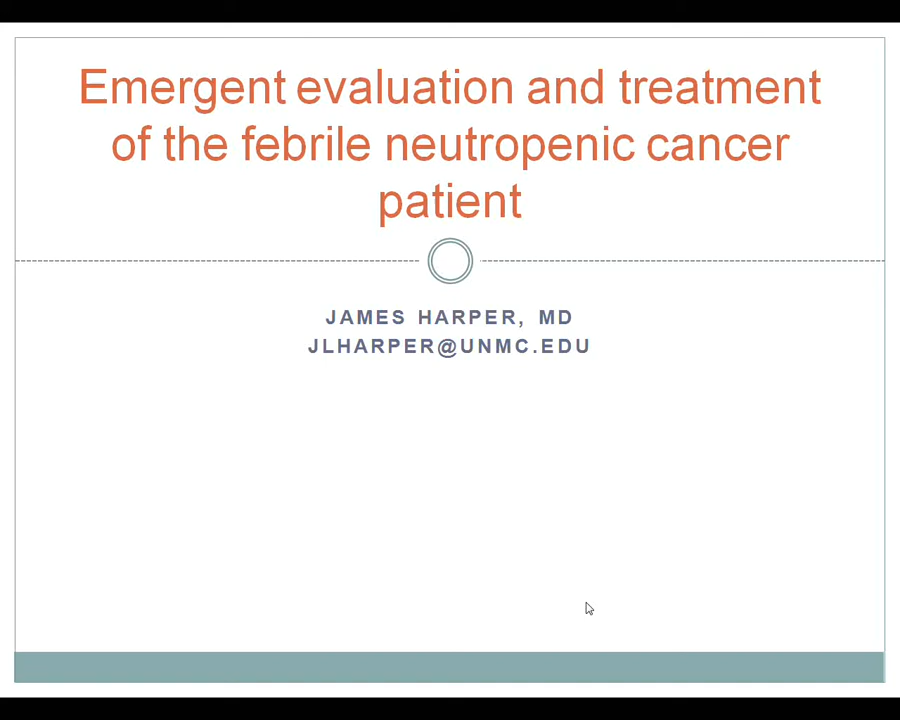 Emergent evaluation and treatment
of the febrile neutropenic cancer
patient
JAMES HARPER, MD
JLHARPER@UNMC.EDU